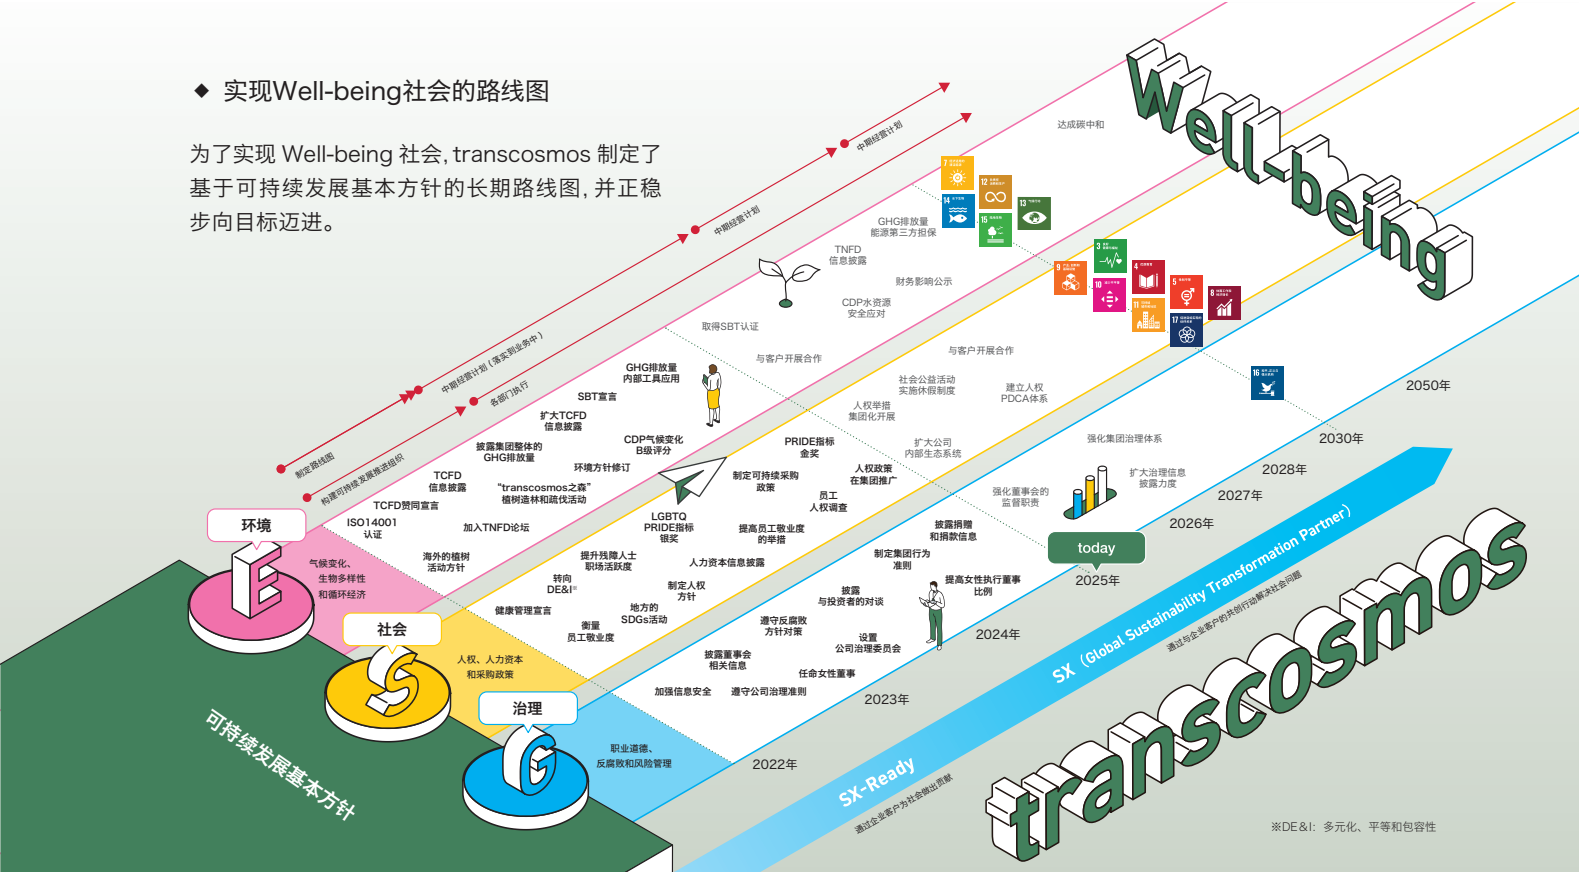 ◆ 实现Well-being社会的路线图
为了实现 Well-being 社会, transcosmos 制定了
基于可持续发展基本方针的长期路线图, 并正稳
步向目标迈进。
制定路线图
中期经营计划(落实到业务中)
中期经营计划
中期经营计划
构建可持续发展推进组织
各部门执行
Well-being
达成碳中和
GHG排放量
能源第三方担保
TNFD
信息披露
财务影响公示
CDP水资源
安全应对
取得SBT认证
GHG排放量
内部工具应用
SBT宣言
扩大TCFD
信息披露
CDP气候变化
B级评分
披露集团整体的
GHG排放量
环境方针修订
TCFD
信息披露
“transcosmos之森”
植树造林和疏伐活动
TCFD赞同宣言
ISO14001
认证
加入TNFD论坛
海外的植树
活动方针
环境
E
气候变化、
生物多样性
和循环经济
与客户开展合作
与客户开展合作
社会公益活动
实施休假制度
建立人权
PDCA体系
人权举措
集团化开展
扩大公司
内部生态系统
PRIDE指标
金奖
人权政策
在集团推广
制定可持续采购
政策
员工
人权调查
LGBTQ
PRIDE指标
银奖
提高员工敬业度
的举措
提升残障人士
职场活跃度
人力资本信息披露
转向
DE&I※
制定人权
方针
健康管理宣言
地方的
SDGs活动
衡量
员工敬业度
社会
S
人权、人力资本
和采购政策
强化集团治理体系
扩大治理信息
披露力度
强化董事会的
监督职责
披露捐赠
和捐款信息
制定集团行为
准则
提高女性执行董事
比例
披露
与投资者的对谈
遵守反腐败
方针对策
设置
公司治理委员会
披露董事会
相关信息
任命女性董事
加强信息安全
遵守公司治理准则
治理
G
职业道德、
反腐败和风险管理
可持续发展基本方针
7
12
14
15
13
3
9
4
10
5
11
8
17
16
2050年
2030年
2028年
2027年
2026年
today
2025年
2024年
2023年
2022年
SX-Ready
通过企业客户为社会做出贡献
SX (Global Sustainability Transformation Partner)
通过与企业客户的共创行动解决社会问题
transcosmos
※DE&I: 多元化、平等和包容性